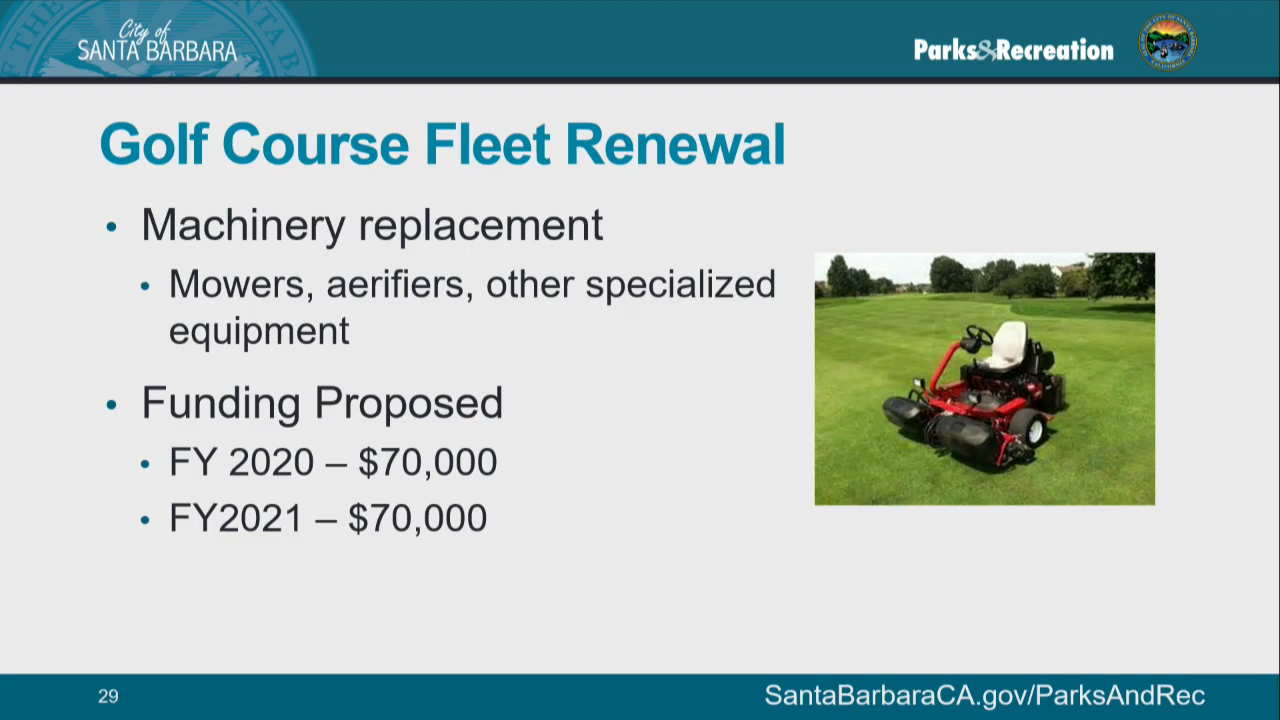 City of
SANTA BARBARA
Parks&Recreation
Golf Course Fleet Renewal
• Machinery replacement
• Mowers, aerifiers, other specialized
equipment
• Funding Proposed
• FY 2020 – $70,000
• FY2021 – $70,000
29
SantaBarbaraCA.gov/ParksAndRec